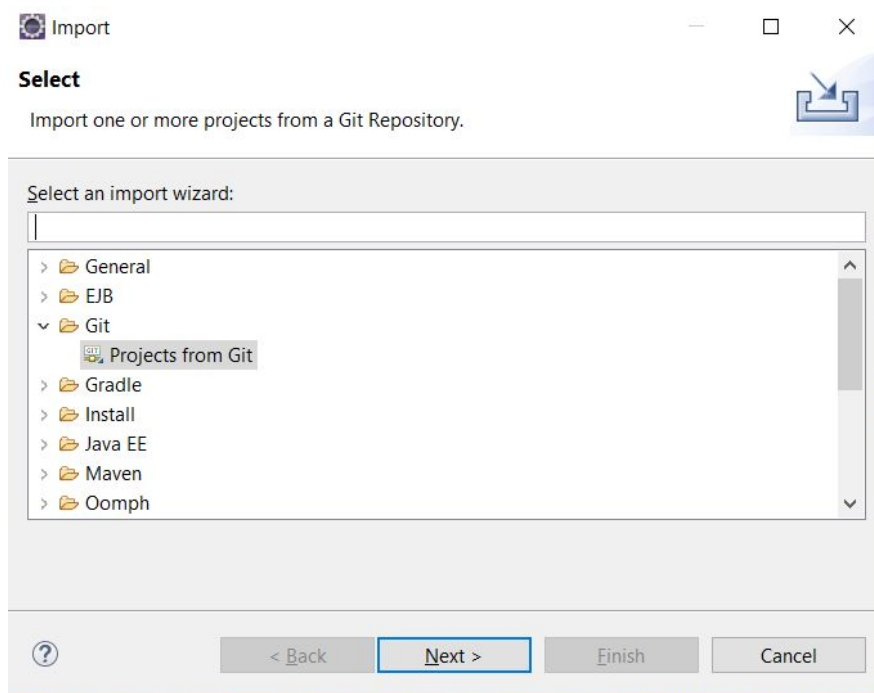 Import
Select
Import one or more projects from a Git Repository.
Select an import wizard:
General
EJB
Git
GIT Projects from Git
Gradle
Install
Java EE
Maven
Oomph
? < Back Next > Finish Cancel